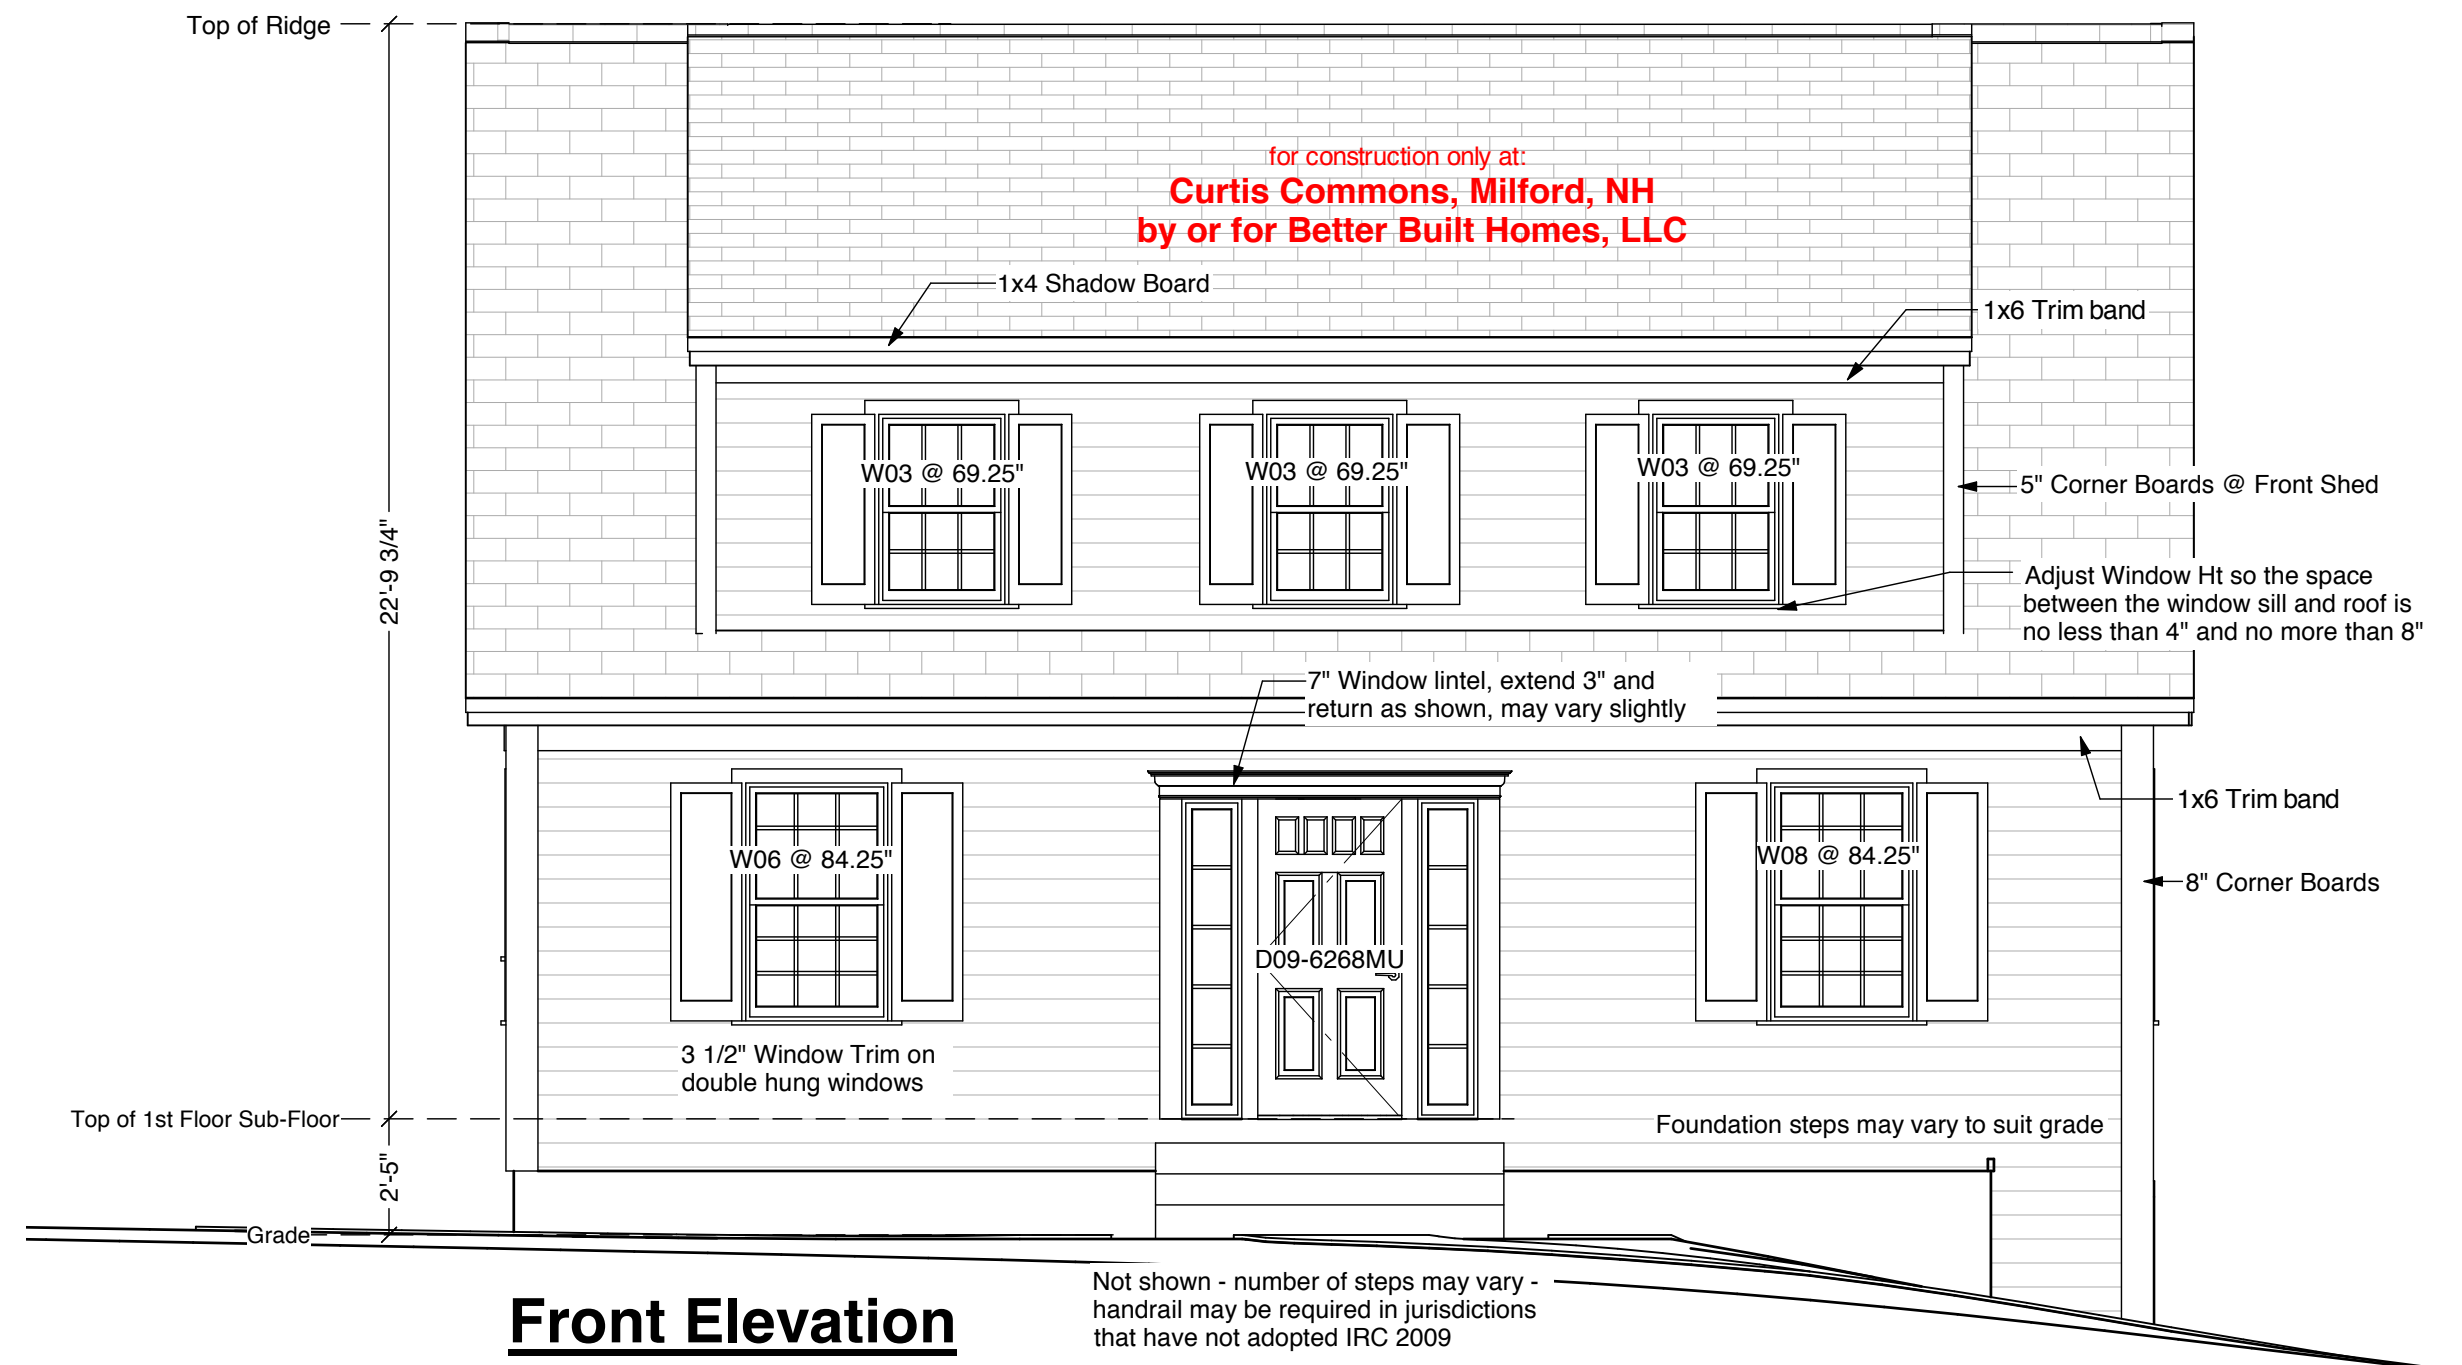 Top of Ridge
for construction only at:
Curtis Commons, Milford, NH
by or for Better Built Homes, LLC
1x4 Shadow Board
1x6 Trim band
W03 @ 69.25"
W03 @ 69.25"
W03 @ 69.25"
5" Corner Boards @ Front Shed
22'-9 3/4"
Adjust Window Ht so the space
between the window sill and roof is
no less than 4" and no more than 8"
7" Window lintel, extend 3" and
return as shown, may vary slightly
1x6 Trim band
W06 @ 84.25"
W08 @ 84.25"
8" Corner Boards
D09-6268MU
3 1/2" Window Trim on
double hung windows
Top of 1st Floor Sub-Floor
Foundation steps may vary to suit grade
2'-5"
Grade
Not shown - number of steps may vary -
handrail may be required in jurisdictions
that have not adopted IRC 2009
Front Elevation